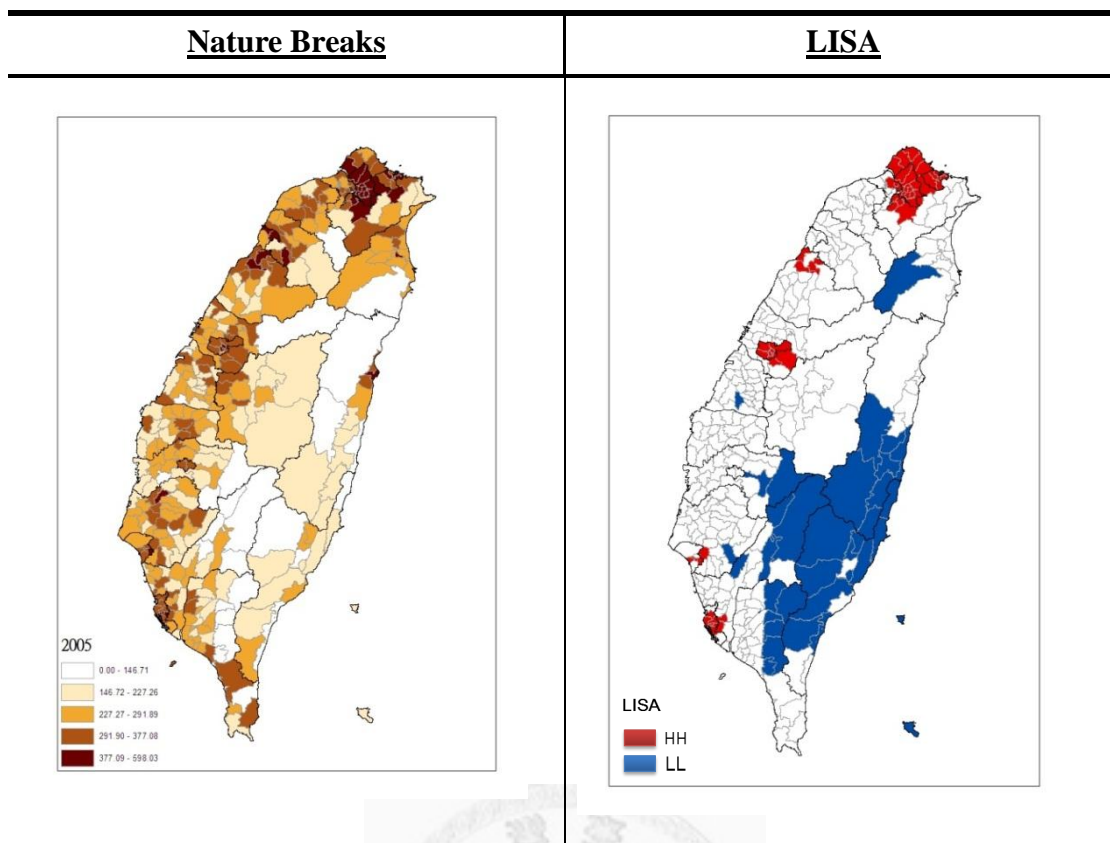 Nature Breaks
LISA
2005
0.00 - 146.71
146.72 - 227.26
227.27 - 291.89
291.90 - 377.08
377.09 - 598.03
LISA
HH
LL